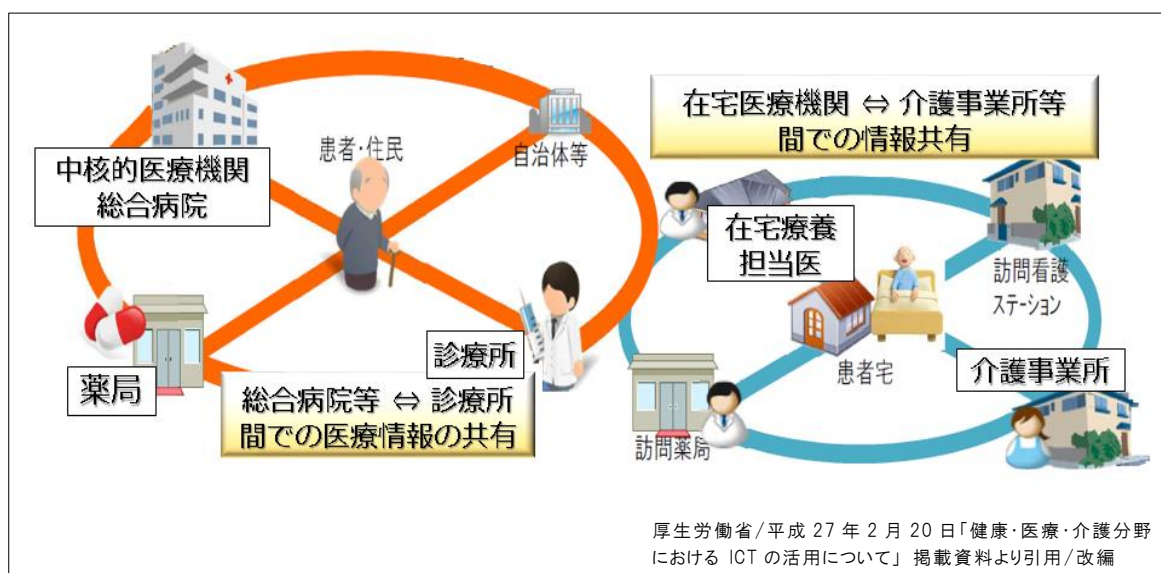 中核的医療機関
総合病院
患者・住民
自治体等
薬局
診療所
総合病院等 ⇔ 診療所
間での医療情報の共有
在宅医療機関 ⇔ 介護事業所等
間での情報共有
在宅療養
担当医
訪問看護
ステーション
患者宅
介護事業所
訪問薬局
厚生労働省/平成 27 年 2 月 20 日「健康・医療・介護分野
における ICT の活用について」 掲載資料より引用/改編